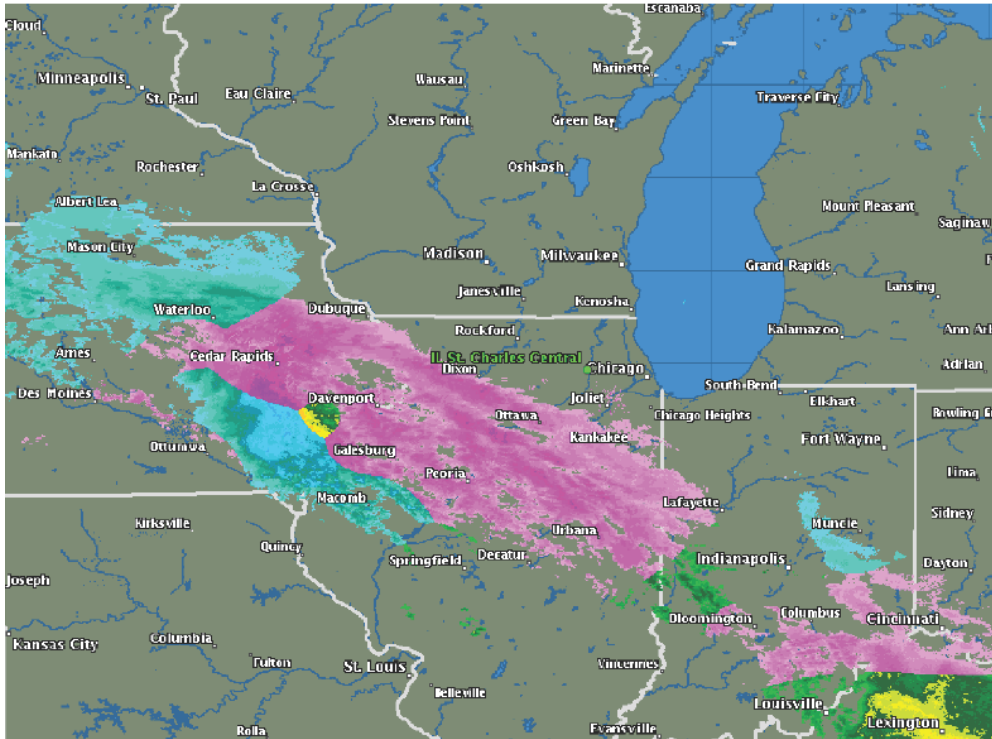 Escanaba
Cloud
Marinette
Minneapolis
Wausau
St. Paul
Eau Claire
Traverse City
Stevens Point
Green Bay
Mankato
Rochester
Oshkosh
La Crosse
Albert Lea
Mount Pleasant
Saginaw
Mason City
Madison
Milwaukee
Grand Rapids
Lansing
Janesville
Waterloo
Dubuque
Kenosha
Rockford
Kalamazoo
Ann Ar
Ames
Cedar Rapids
IL St. Charles Central
Dixon
Chicago
Adrian
Des Moines
Davenport
Joliet
South Bend
Elkhart
Ottawa
Chicago Heights
Bowling G
Ottumwa
Galesburg
Kankakee
Fort Wayne
Peoria
Lima
Macomb
Lafayette
Kirksville
Urbana
Muncie
Sidney
Quincy
Springfield
Decatur
Indianapolis
Dayton
Joseph
Bloomington
Columbus
Cincinnati
Kansas City
Columbia
Fulton
St. Louis
Vincennes
Belleville
Louisville
Rolla
Evansville
Lexington